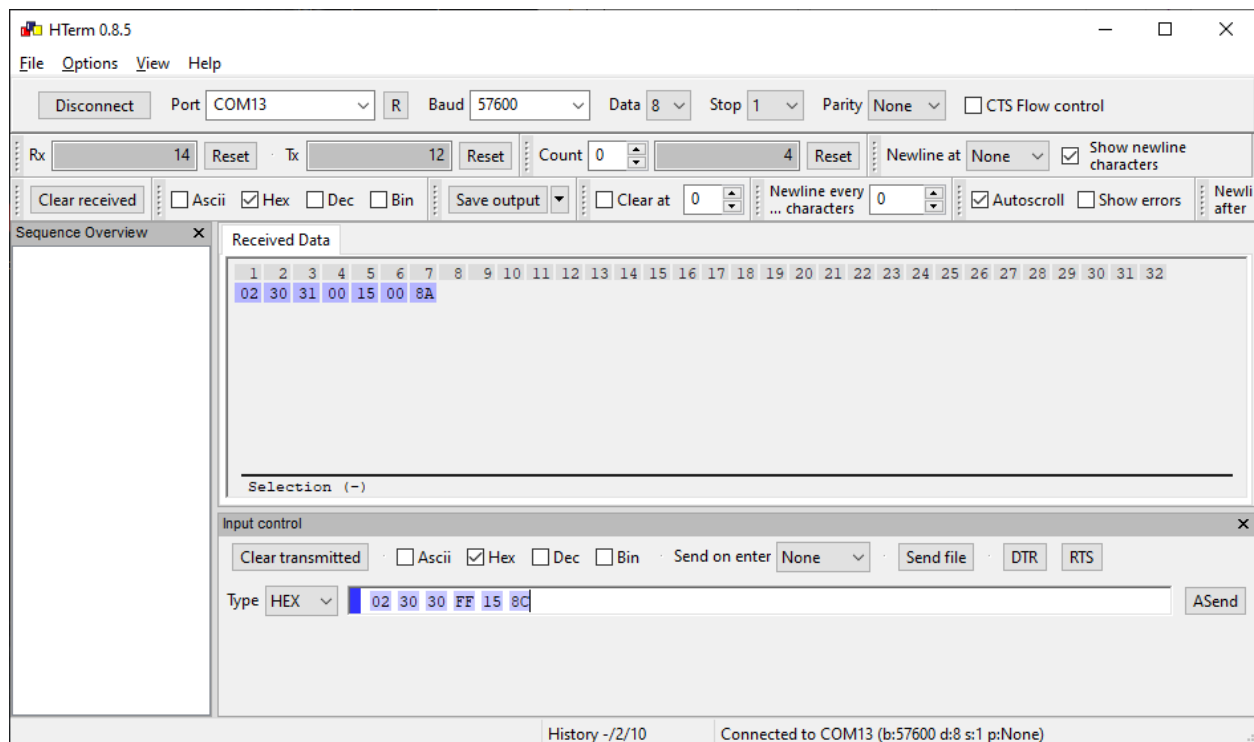 HTerm 0.8.5
File Options View Help
Disconnect Port COM13 R Baud 57600 Data 8 Stop 1 Parity None CTS Flow control
Rx 14 Reset Tx 12 Reset Count 0 4 Reset Newline at None Show newline characters
Clear received Ascii Hex Dec Bin Save output Clear at 0 Newline every ... characters 0 Autoscroll Show errors Newli after
Sequence Overview X
Received Data
1 2 3 4 5 6 7 8 9 10 11 12 13 14 15 16 17 18 19 20 21 22 23 24 25 26 27 28 29 30 31 32
02 30 31 00 15 00 8A
Selection (-)
Input control
Clear transmitted Ascii Hex Dec Bin Send on enter None Send file DTR RTS
Type HEX 02 30 30 FF 15 8C ASend
History -/2/10 Connected to COM13 (b:57600 d:8 s:1 p:None)